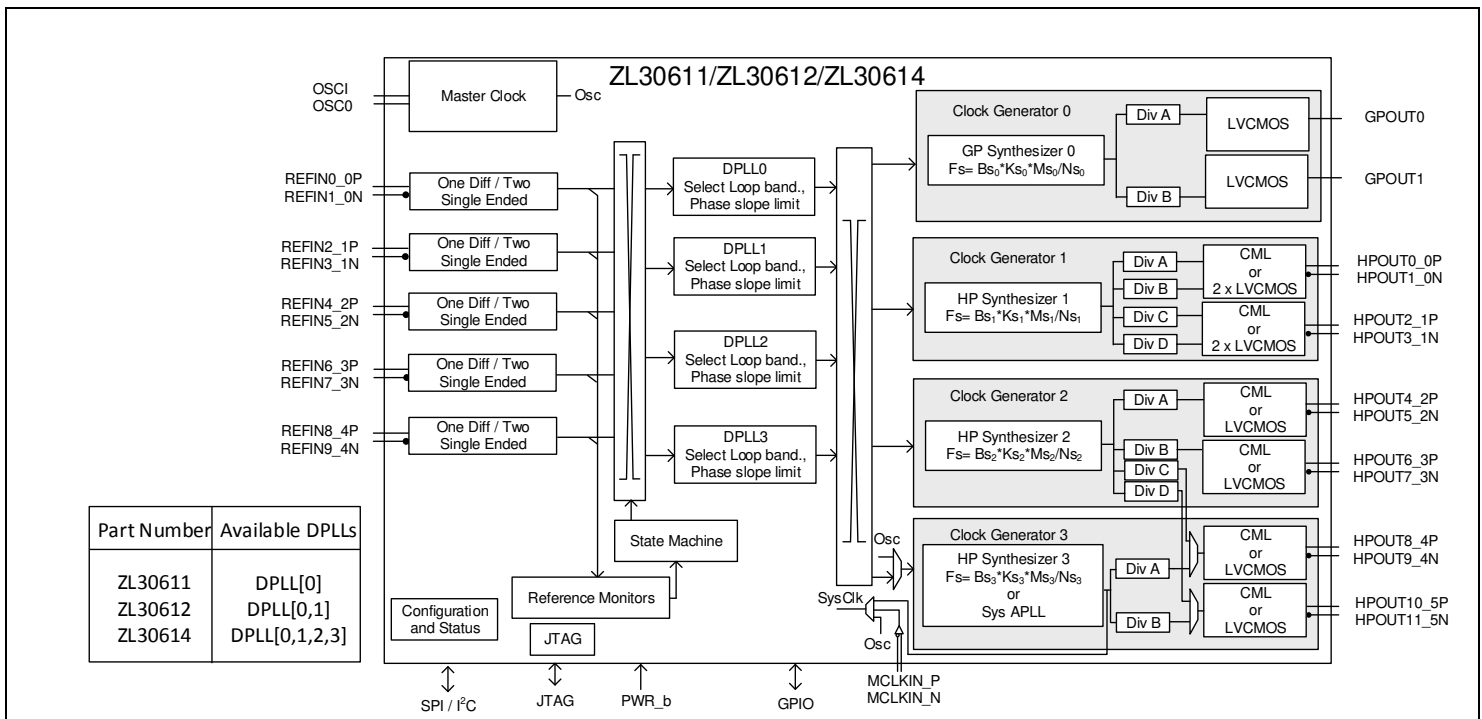 ZL30611/ZL30612/ZL30614
OSCI
OSC0
Master Clock
Osc
REFIN0_0P
REFIN1_0N
One Diff / Two
Single Ended
REFIN2_1P
REFIN3_1N
One Diff / Two
Single Ended
REFIN4_2P
REFIN5_2N
One Diff / Two
Single Ended
REFIN6_3P
REFIN7_3N
One Diff / Two
Single Ended
REFIN8_4P
REFIN9_4N
One Diff / Two
Single Ended
DPLL0
Select Loop band.,
Phase slope limit
DPLL1
Select Loop band.,
Phase slope limit
DPLL2
Select Loop band.,
Phase slope limit
DPLL3
Select Loop band.,
Phase slope limit
State Machine
Reference Monitors
Configuration
and Status
JTAG
Clock Generator 0
GP Synthesizer 0
Fs= Bs₀*Ks₀*Ms₀/Ns₀
Div A
Div B
LVCMOS
LVCMOS
GPOUT0
GPOUT1
Clock Generator 1
HP Synthesizer 1
Fs= Bs₁*Ks₁*Ms₁/Ns₁
Div A
Div B
Div C
Div D
CML
or
2 x LVCMOS
CML
or
2 x LVCMOS
HPOUT0_0P
HPOUT1_0N
HPOUT2_1P
HPOUT3_1N
Clock Generator 2
HP Synthesizer 2
Fs= Bs₂*Ks₂*Ms₂/Ns₂
Div A
Div B
Div C
Div D
CML
or
LVCMOS
CML
or
LVCMOS
HPOUT4_2P
HPOUT5_2N
HPOUT6_3P
HPOUT7_3N
Clock Generator 3
Osc
HP Synthesizer 3
Fs= Bs₃*Ks₃*Ms₃/Ns₃
or
Sys APLL
Div A
Div B
CML
or
LVCMOS
CML
or
LVCMOS
HPOUT8_4P
HPOUT9_4N
HPOUT10_5P
HPOUT11_5N
SysClk
Osc
MCLKIN_P
MCLKIN_N
SPI / I²C
JTAG
PWR_b
GPIO
Part Number Available DPLLs
ZL30611 DPLL[0]
ZL30612 DPLL[0,1]
ZL30614 DPLL[0,1,2,3]